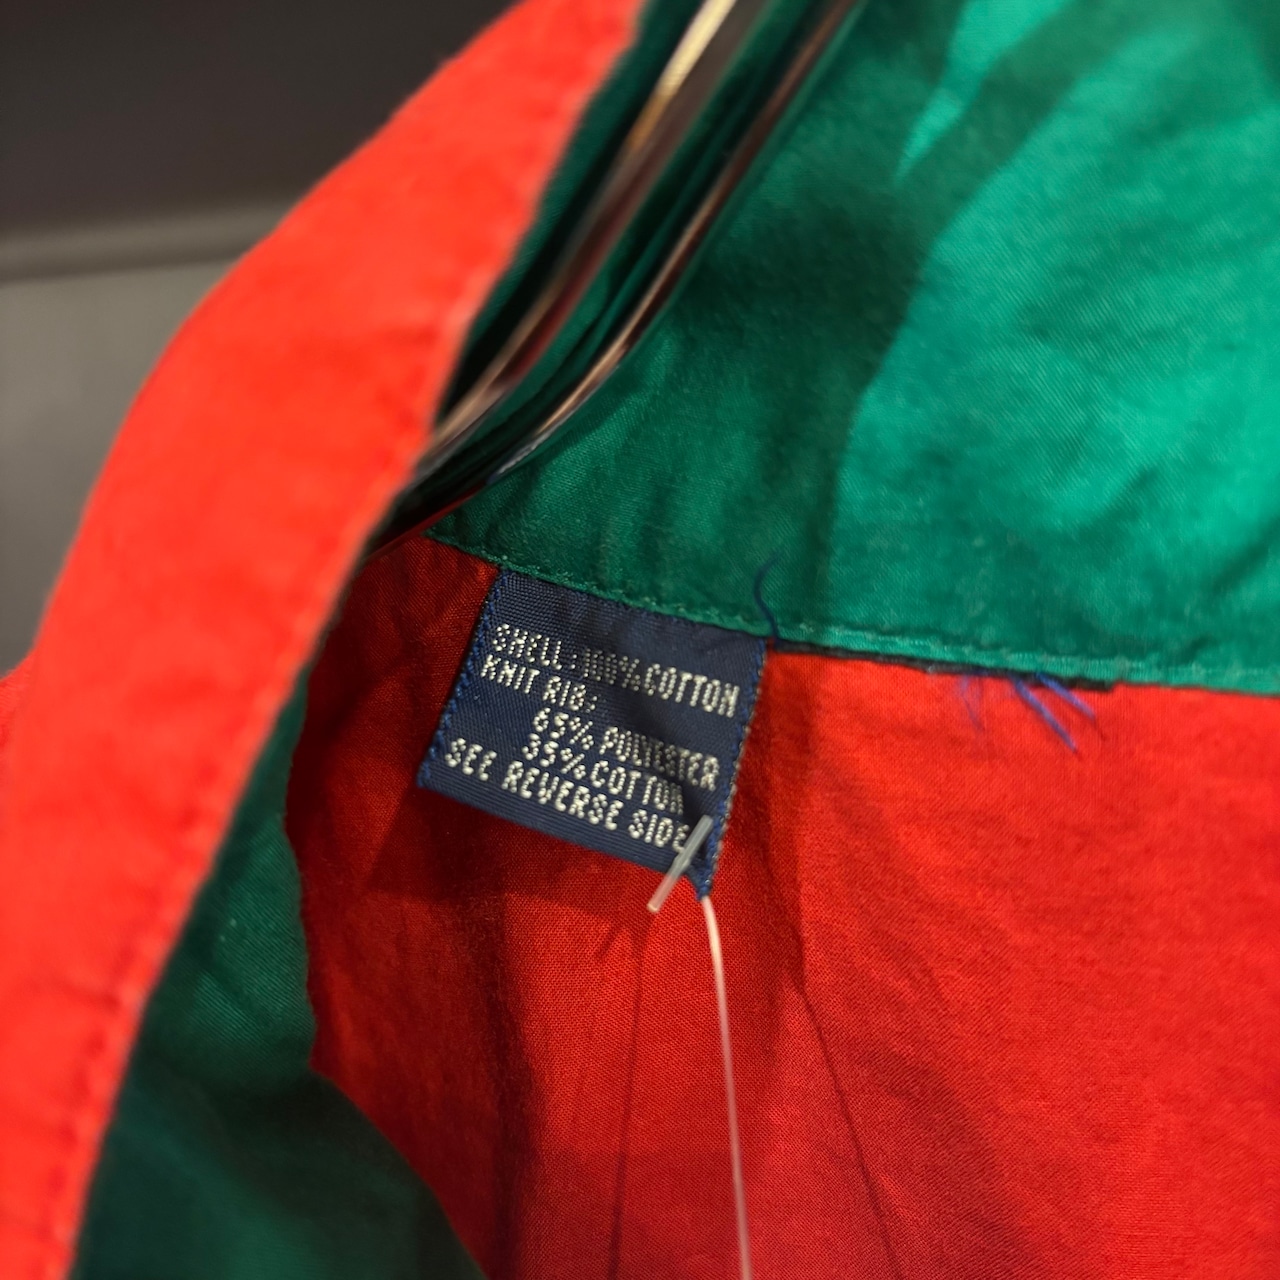 SHELL: 100% COTTON
KNIT RIB:
65% POLYESTER
35% COTTON
SEE REVERSE SIDE